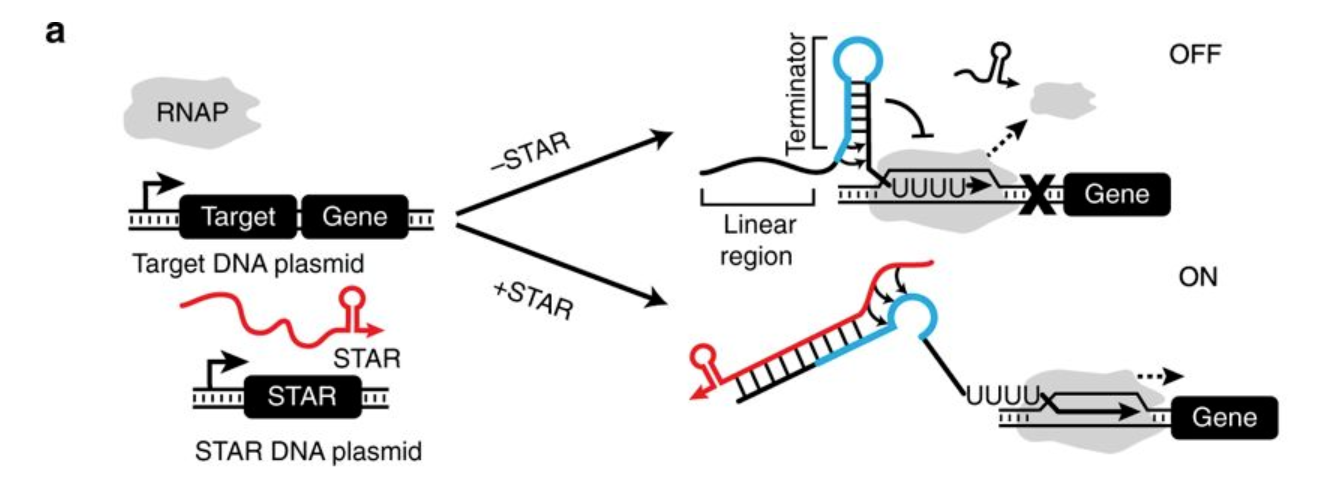 a
RNAP
Target
Gene
Target DNA plasmid
STAR
STAR
STAR DNA plasmid
–STAR
+STAR
Terminator
OFF
UUUU
X
Gene
Linear
region
ON
UUUU
Gene